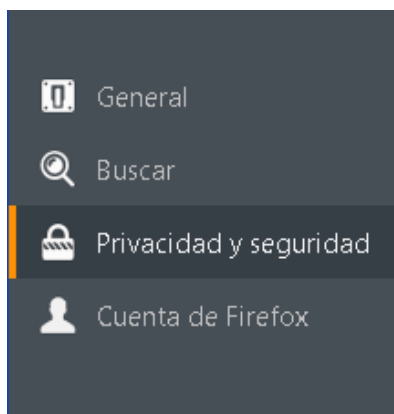 General
Buscar
Privacidad y seguridad
Cuenta de Firefox